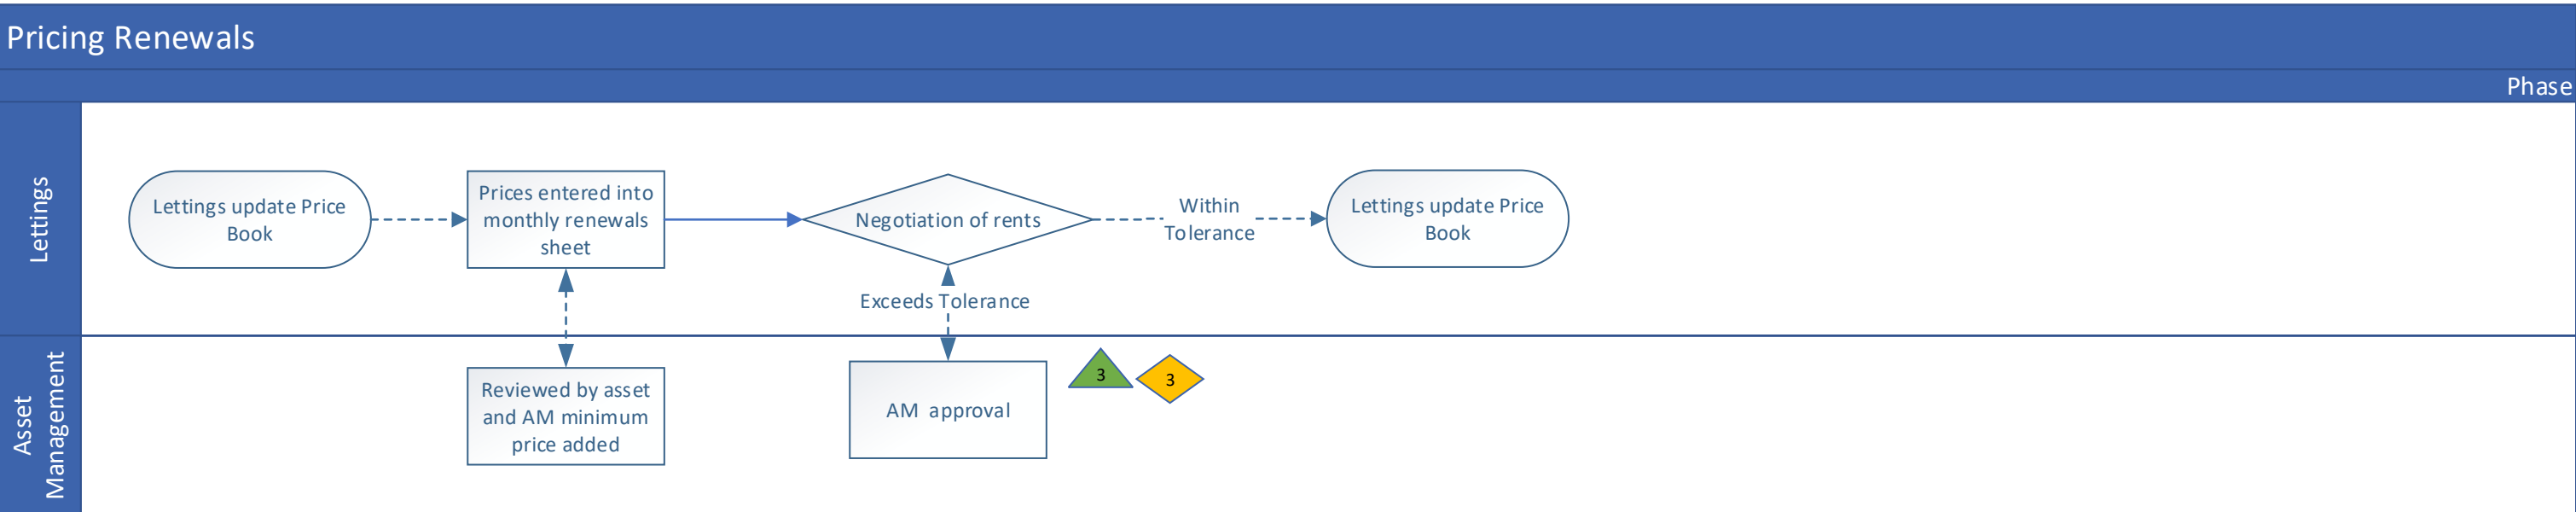 Pricing Renewals
Phase
Lettings
Lettings update Price
Book
Prices entered into
monthly renewals
sheet
Negotiation of rents
Within
Tolerance
Lettings update Price
Book
Exceeds Tolerance
Asset
Management
Reviewed by asset
and AM minimum
price added
AM approval
3
3